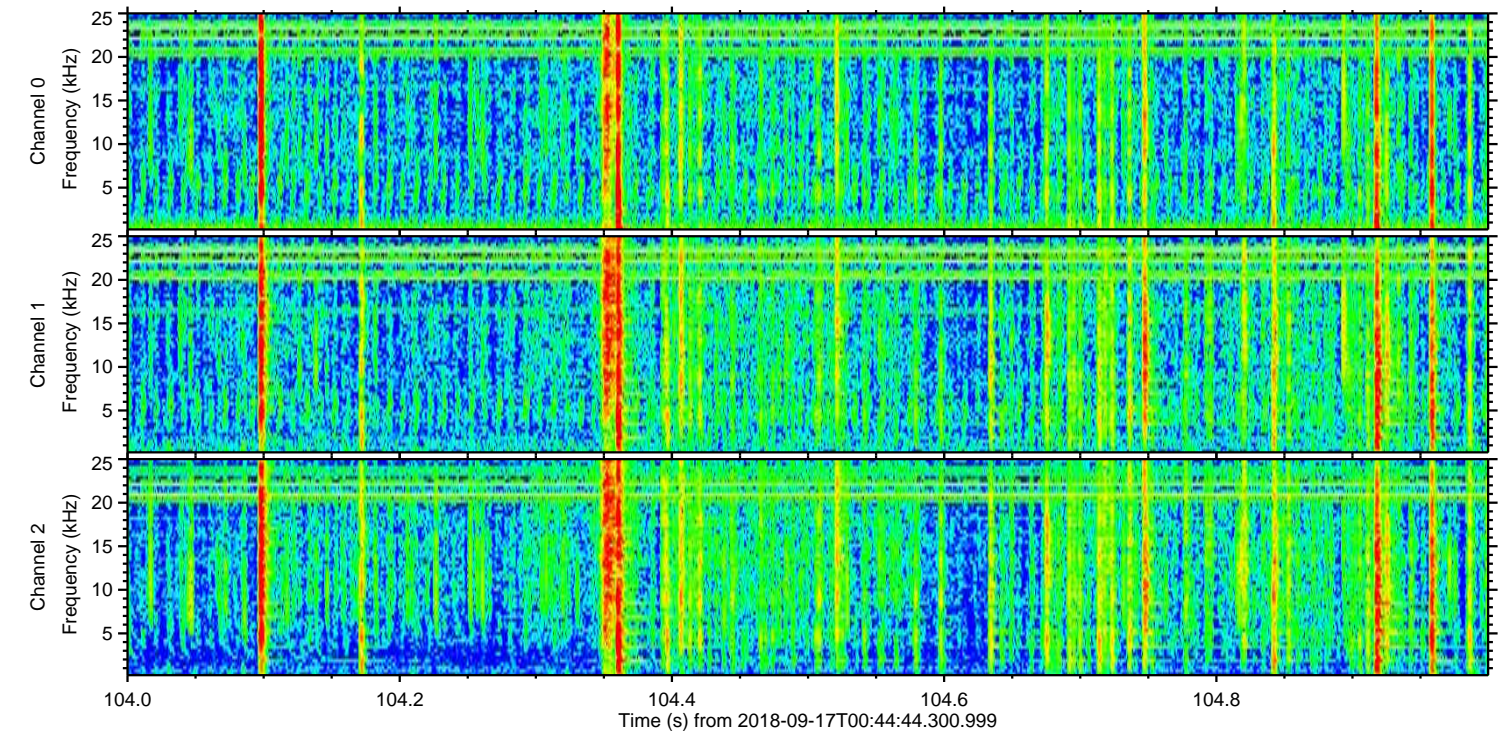 Channel 0
Frequency (kHz)
25
20
15
10
5
Channel 1
Frequency (kHz)
25
20
15
10
5
Channel 2
Frequency (kHz)
25
20
15
10
5
104.0 104.2 104.4 104.6 104.8
Time (s) from 2018-09-17T00:44:44.300.999